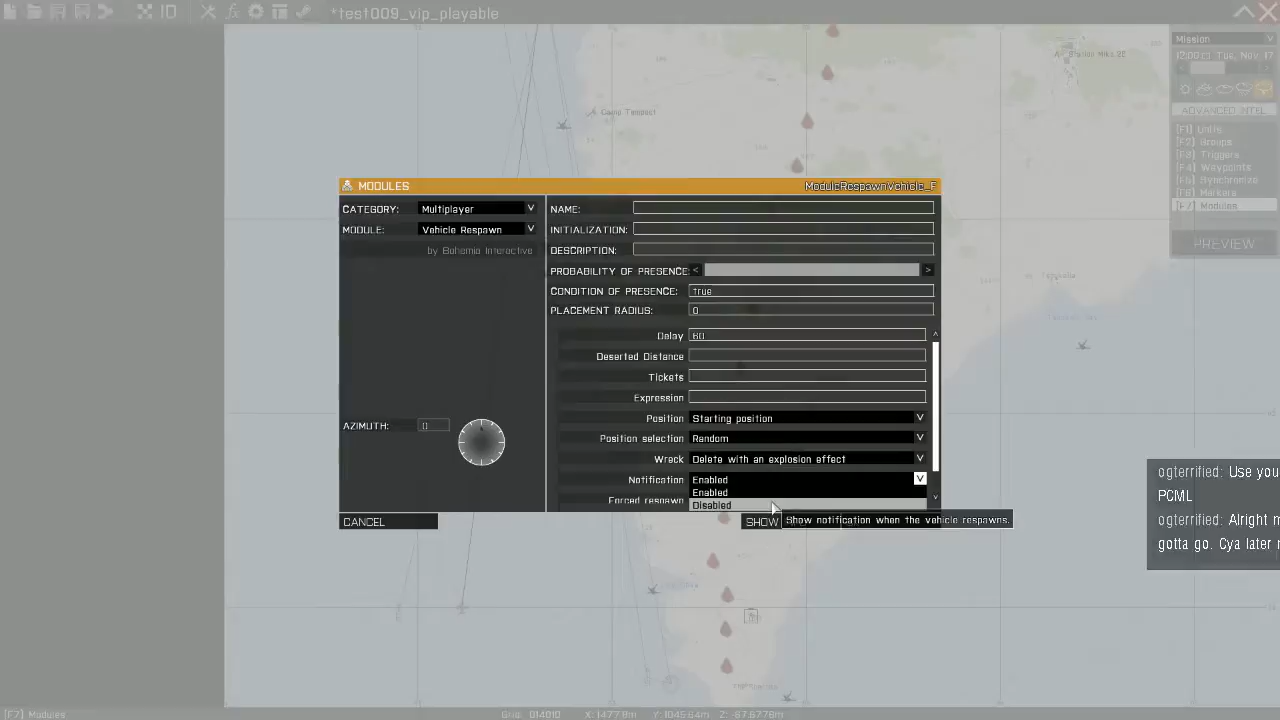 ID
*test009_vip_playable
Mission
Camp Tempest
ADVANCED INTEL
[F1] Units
[F2] Groups
[F3] Triggers
[F4] Waypoints
[F5] Synchronize
[F6] Markers
[F7] Modules
PREVIEW
MODULES
ModuleRespawnVehicle_F
CATEGORY: Multiplayer
MODULE: Vehicle Respawn
by Bohemia Interactive
AZIMUTH: 0
NAME:
INITIALIZATION:
DESCRIPTION:
PROBABILITY OF PRESENCE: < >
CONDITION OF PRESENCE: true
PLACEMENT RADIUS: 0
Delay 60
Deserted Distance
Tickets
Expression
Position Starting position
Position selection Random
Wreck Delete with an explosion effect
Notification Enabled
Enabled
Forced respawn Disabled
CANCEL
SHOW
Show notification when the vehicle respawns.
ogterrified: Use you
PCML
ogterrified: Alright m
gotta go. Cya later m
[F7] Modules